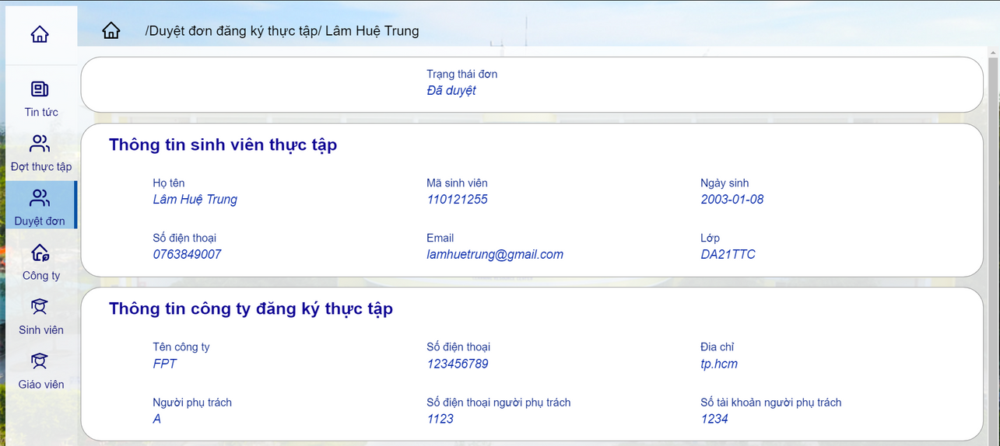 /Duyệt đơn đăng ký thực tập/ Lâm Huệ Trung
Tin tức
Đợt thực tập
Duyệt đơn
Công ty
Sinh viên
Giáo viên
Trạng thái đơn
Đã duyệt
Thông tin sinh viên thực tập
Họ tên
Lâm Huệ Trung
Mã sinh viên
110121255
Ngày sinh
2003-01-08
Số điện thoại
0763849007
Email
lamhuetrung@gmail.com
Lớp
DA21TTC
Thông tin công ty đăng ký thực tập
Tên công ty
FPT
Số điện thoại
123456789
Đia chỉ
tp.hcm
Người phụ trách
A
Số điện thoại người phụ trách
1123
Số tài khoản người phụ trách
1234